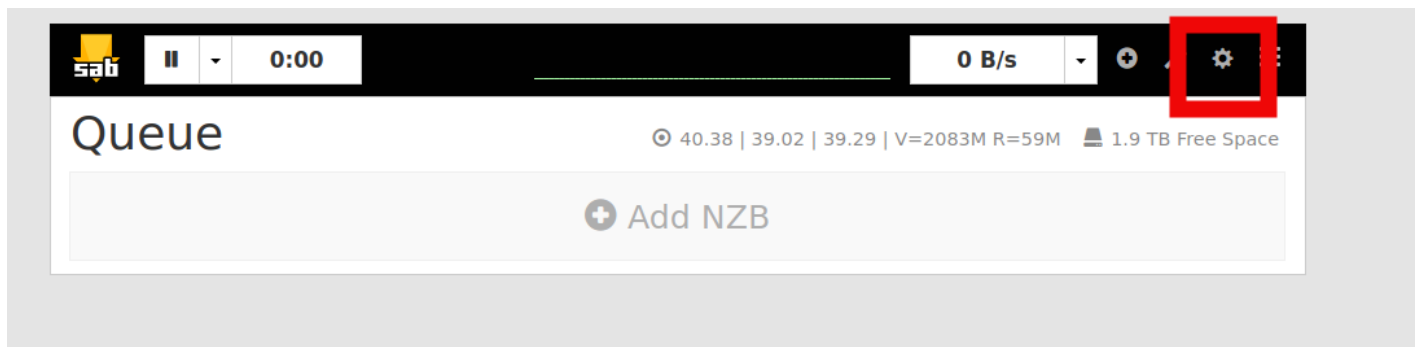 sab 0:00 0 B/s
Queue 40.38 | 39.02 | 39.29 | V=2083M R=59M 1.9 TB Free Space
Add NZB